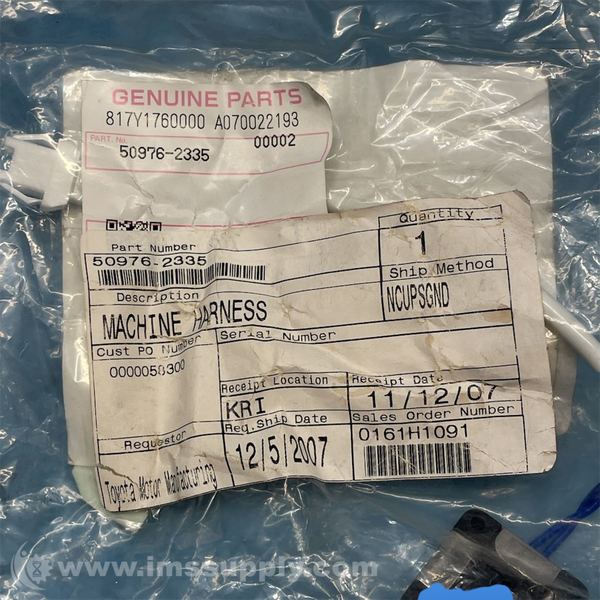 GENUINE PARTS
817Y1760000 A070022193
PART. No. 00002
50976-2335
Part Number
50976-2335
Quantity
1
Description
MACHINE HARNESS
Ship Method
NCUPSGND
Cust PO Number
0000058300
Serial Number
Receipt Location
KRI
Receipt Date
11/12/07
Requestor
Toyota Motor Manufacturing
Req.Ship Date
12/5/2007
Sales Order Number
0161H1091
www.imssupply.com